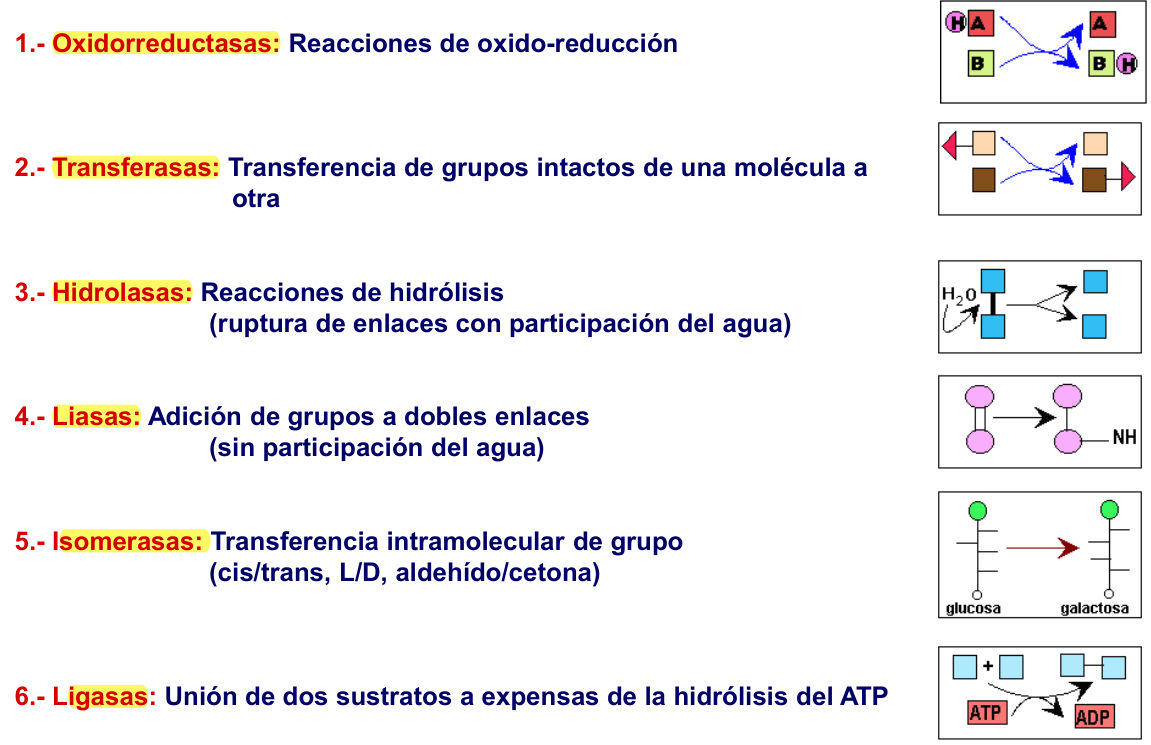 1.- Oxidorreductasas: Reacciones de oxido-reducción
H A A
B B H
2.- Transferasas: Transferencia de grupos intactos de una molécula a
otra
3.- Hidrolasas: Reacciones de hidrólisis
(ruptura de enlaces con participación del agua)
H2O
4.- Liasas: Adición de grupos a dobles enlaces
(sin participación del agua)
NH
5.- Isomerasas: Transferencia intramolecular de grupo
(cis/trans, L/D, aldehído/cetona)
glucosa galactosa
6.- Ligasas: Unión de dos sustratos a expensas de la hidrólisis del ATP
+
ATP ADP